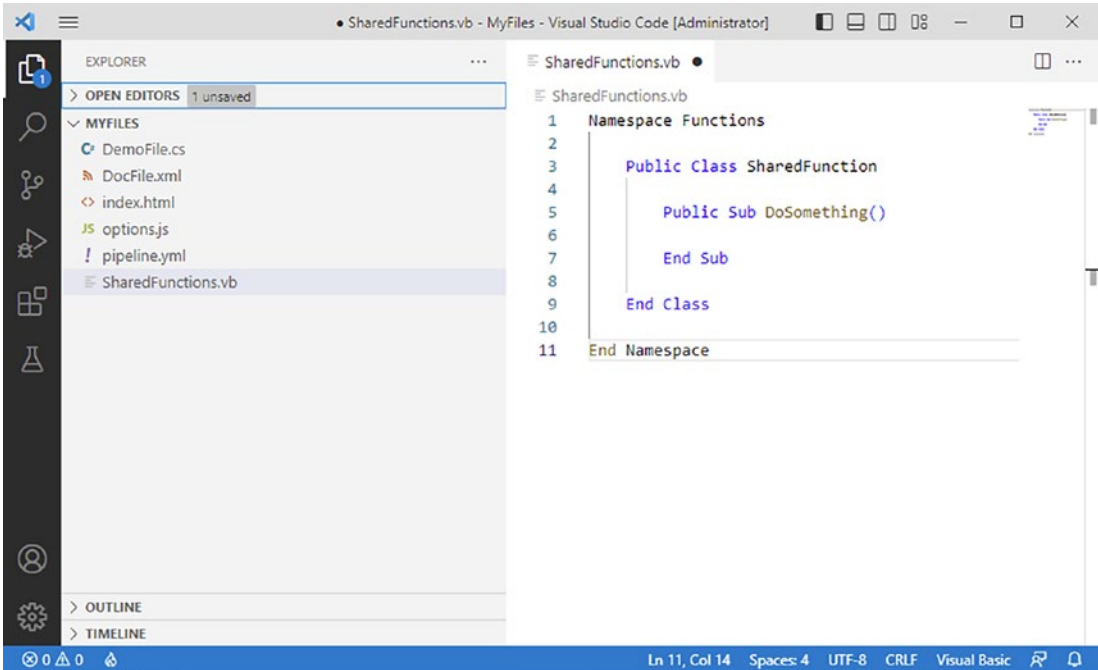 ● SharedFunctions.vb - MyFiles - Visual Studio Code [Administrator]
1
EXPLORER
OPEN EDITORS 1 unsaved
MYFILES
C# DemoFile.cs
DocFile.xml
<> index.html
JS options.js
! pipeline.yml
SharedFunctions.vb
OUTLINE
TIMELINE
SharedFunctions.vb ●
SharedFunctions.vb
1 Namespace Functions
2
3 Public Class SharedFunction
4
5 Public Sub DoSomething()
6
7 End Sub
8
9 End Class
10
11 End Namespace
0 0 Ln 11, Col 14 Spaces: 4 UTF-8 CRLF Visual Basic